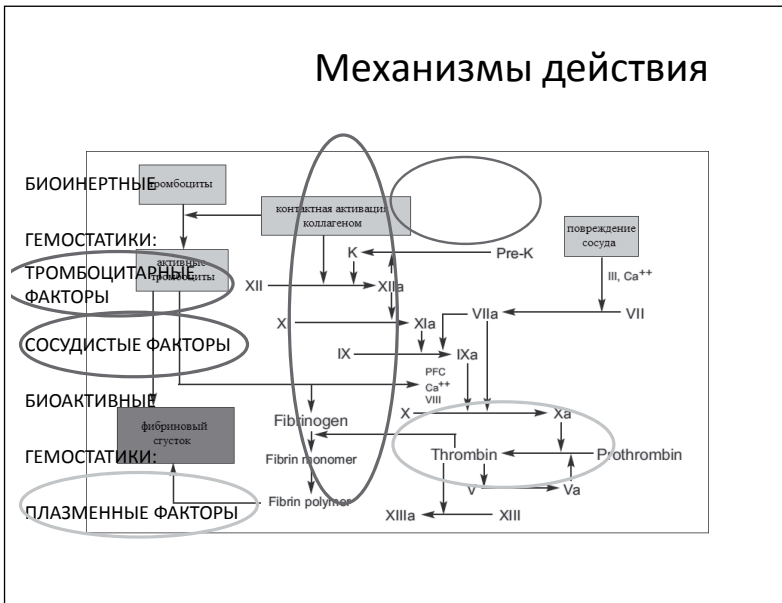 Механизмы действия
БИОИНЕРТНЫЕ
тромбоциты
контактная активация
коллагеном
повреждение
сосуда
ГЕМОСТАТИКИ:
активные
тромбоциты
ТРОМБОЦИТАРНЫЕ
ФАКТОРЫ
K
Pre-K
III, Ca++
XII
XIIa
XIa
VIIa
VII
СОСУДИСТЫЕ ФАКТОРЫ
IX
IXa
PFC
Ca++
VIII
БИОАКТИВНЫЕ
X
Xa
фибриновый
сгусток
Fibrinogen
ГЕМОСТАТИКИ:
Fibrin monomer
Thrombin
Prothrombin
V
Va
ПЛАЗМЕННЫЕ ФАКТОРЫ
Fibrin polymer
XIIIa
XIII